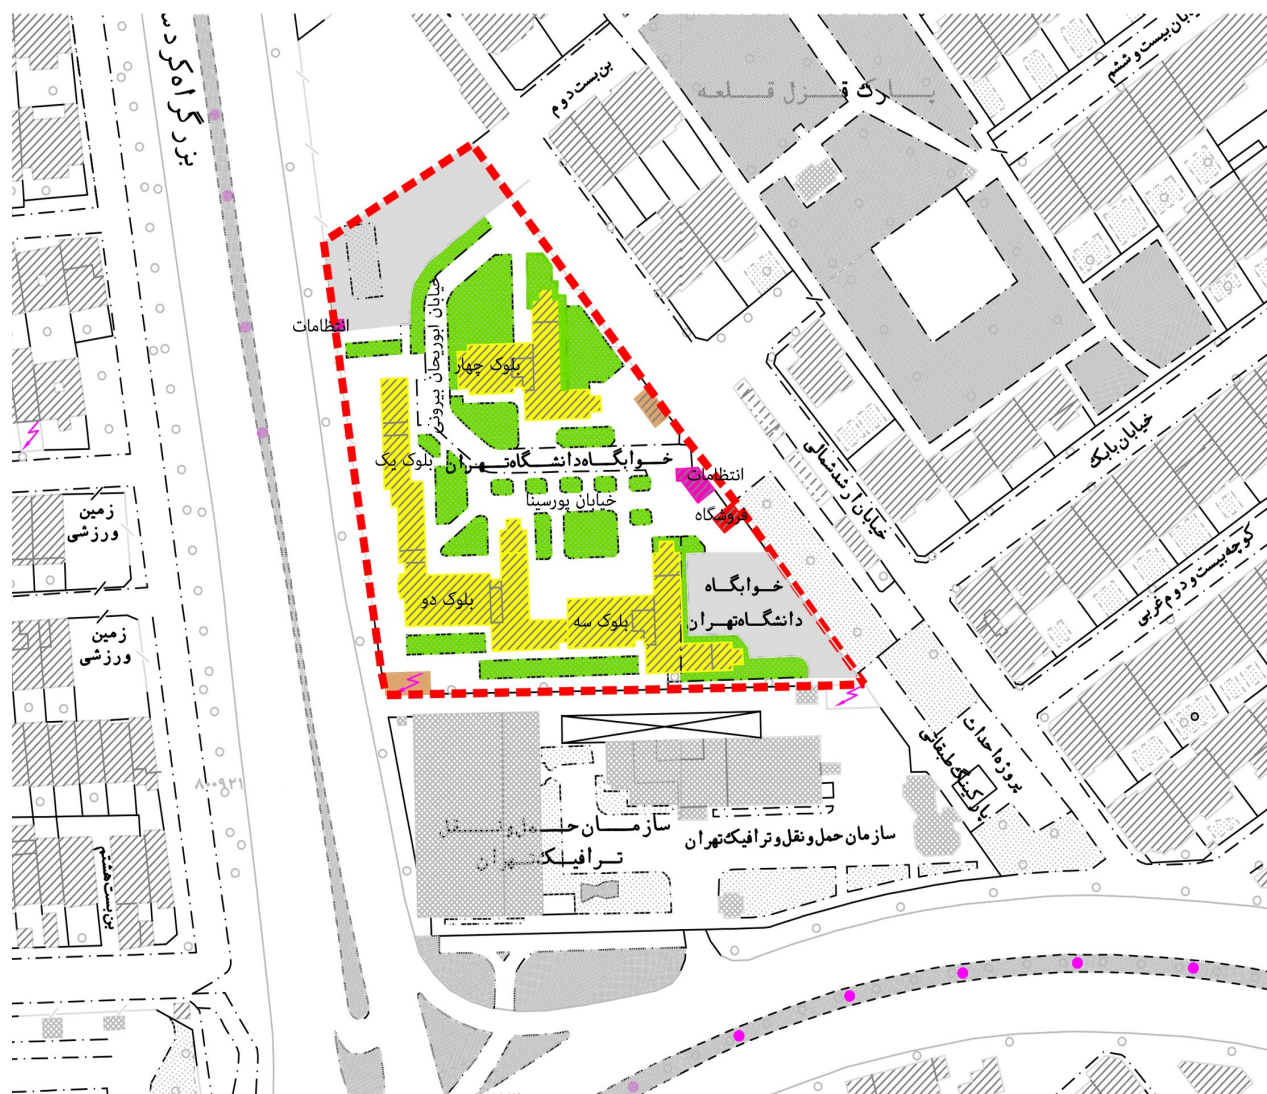 بزرگراه کردس
بن‌بست دوم
پارک قزل قلعه
ابان بیست و ششم
انتظامات
خیابان ابوریحان بیرونی
بلوک چهار
بلوک یک
خوابگاه دانشگاه تهران
خیابان پورسینا
انتظامات
فروشگاه
خیابان ارشد شمالی
خیابان بابک
کوچه بیست و دوم غربی
زمین
ورزشی
زمین
ورزشی
بلوک دو
بلوک سه
خوابگاه
دانشگاه تهران
پروژه احداث
پارکینگ طبقاتی
۸۰۰۹۲۱
سازمان حمل و نقل
ترافیک تهران
سازمان حمل و نقل و ترافیک تهران
بن‌بست هشتم